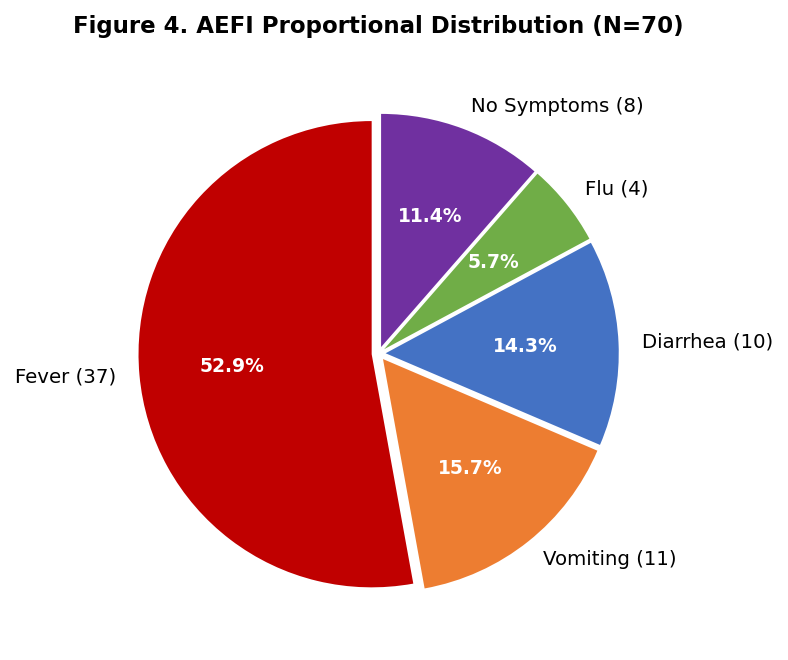 Figure 4. AEFI Proportional Distribution (N=70)
No Symptoms (8)
11.4%
Flu (4)
5.7%
Diarrhea (10)
14.3%
Fever (37)
52.9%
15.7%
Vomiting (11)